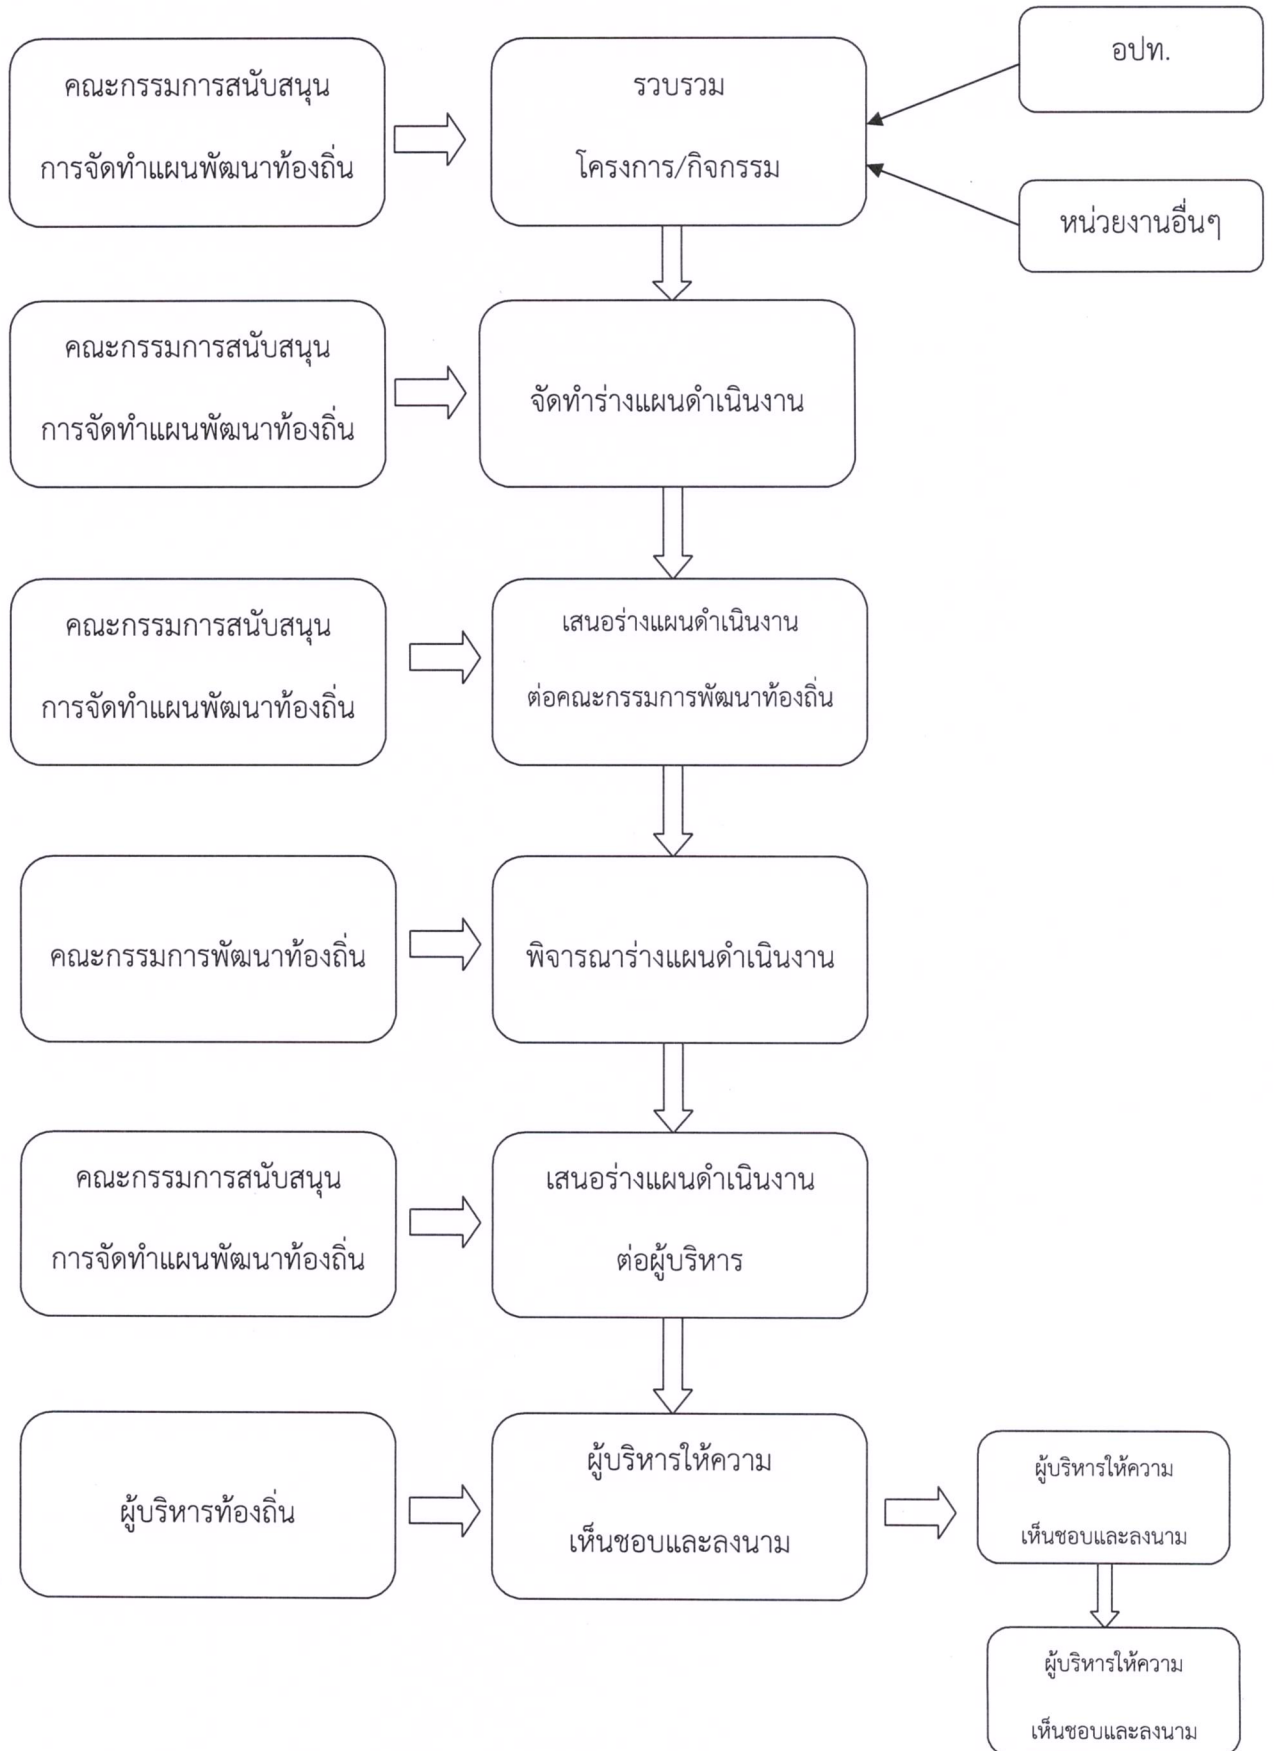 คณะกรรมการสนับสนุน
การจัดทำแผนพัฒนาท้องถิ่น
รวบรวม
โครงการ/กิจกรรม
อปท.
หน่วยงานอื่นๆ
คณะกรรมการสนับสนุน
การจัดทำแผนพัฒนาท้องถิ่น
จัดทำร่างแผนดำเนินงาน
คณะกรรมการสนับสนุน
การจัดทำแผนพัฒนาท้องถิ่น
เสนอร่างแผนดำเนินงาน
ต่อคณะกรรมการพัฒนาท้องถิ่น
คณะกรรมการพัฒนาท้องถิ่น
พิจารณาร่างแผนดำเนินงาน
คณะกรรมการสนับสนุน
การจัดทำแผนพัฒนาท้องถิ่น
เสนอร่างแผนดำเนินงาน
ต่อผู้บริหาร
ผู้บริหารท้องถิ่น
ผู้บริหารให้ความ
เห็นชอบและลงนาม
ผู้บริหารให้ความ
เห็นชอบและลงนาม
ผู้บริหารให้ความ
เห็นชอบและลงนาม